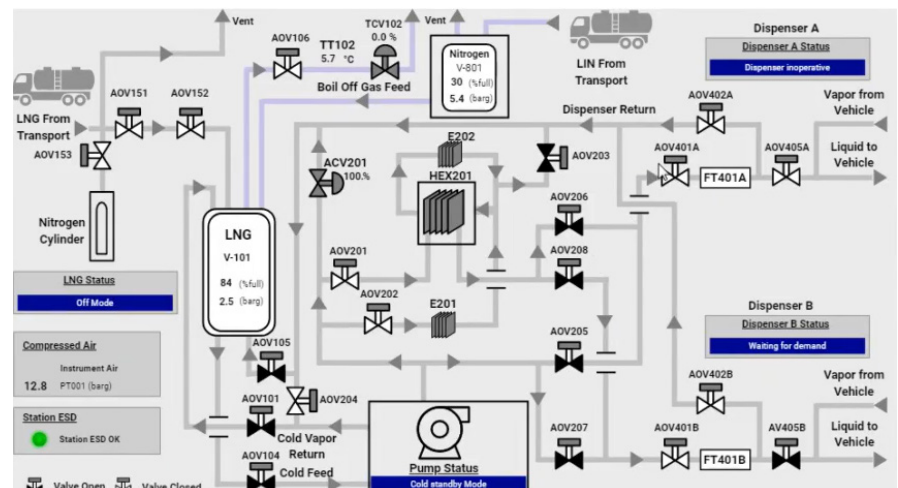 Vent
AOV106
TT102
5.7 °C
TCV102
0.0 %
Vent
Boil Off Gas Feed
Nitrogen
V-801
30 (%full)
5.4 (barg)
LIN From
Transport
Dispenser A
Dispenser A Status
Dispenser inoperative
LNG From
Transport
AOV151
AOV152
AOV153
Nitrogen
Cylinder
Dispenser Return
AOV402A
Vapor from
Vehicle
AOV401A
FT401A
AOV405A
Liquid to
Vehicle
ACV201
100. %
E202
HEX201
AOV203
AOV206
AOV208
LNG
V-101
84 (%full)
2.5 (barg)
AOV201
AOV202
E201
LNG Status
Off Mode
Dispenser B
Dispenser B Status
Waiting for demand
Compressed Air
Instrument Air
12.8 PT001 (barg)
AOV105
AOV205
AOV204
AOV402B
Vapor from
Vehicle
Station ESD
Station ESD OK
AOV101
Cold Vapor
Return
AOV104
Cold Feed
Pump Status
Cold standby Mode
AOV207
AOV401B
FT401B
AV405B
Liquid to
Vehicle
Valve Open
Valve Closed